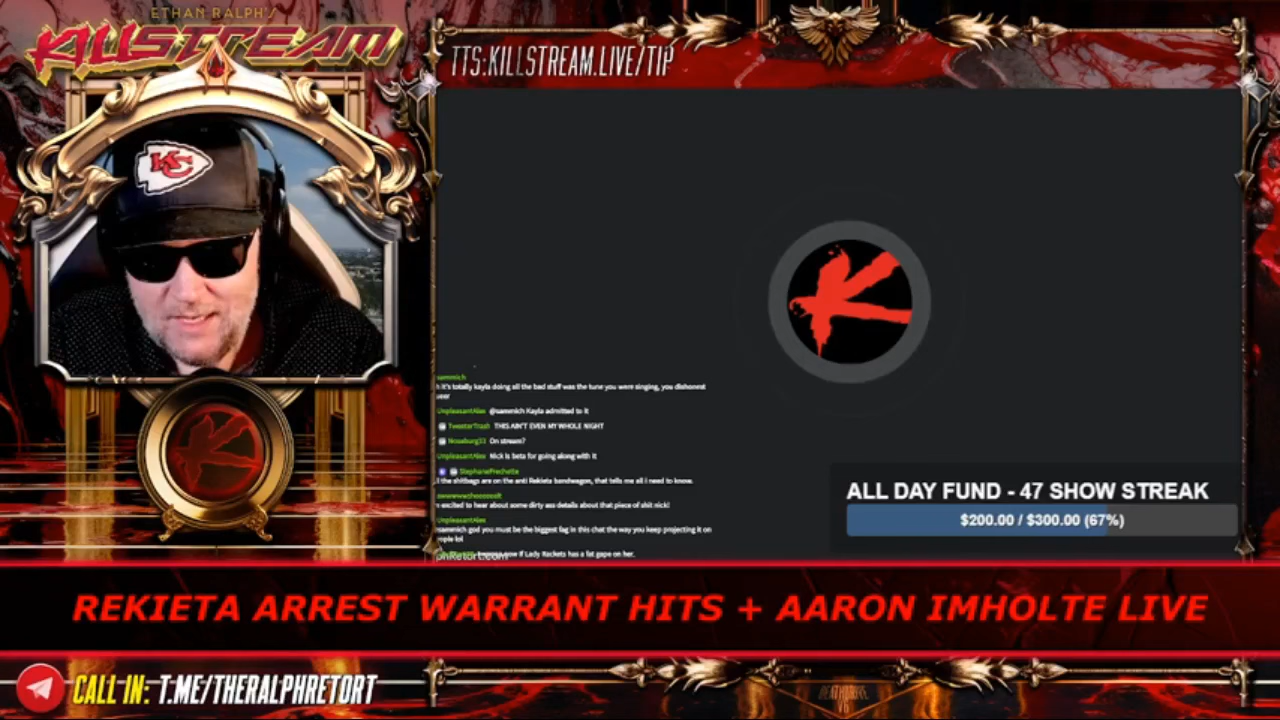 ETHAN RALPH'S
KILLSTREAM
TTS:KILLSTREAM.LIVE/TIP
KC
sammich
it's totally kayla doing all the bad stuff was the tune you were singing, you dishonest
UnpleasantAlex @sammich Kayla admitted to it
TweeterTrash THIS AIN'T EVEN MY WHOLE NIGHT
Noseburg33 On stream?
UnpleasantAlex Nick is beta for going along with it
StephaneFrechette
the shitbags are on the anti Rekieta bandwagon, that tells me all i need to know.
excited to hear about some dirty ass details about that piece of shit nick!
UnpleasantAlex
sammich god you must be the biggest fag in this chat the way you keep projecting it on
ple lol
if Lady Rackets has a fat gape on her.
ALL DAY FUND - 47 SHOW STREAK
$200.00 / $300.00 (67%)
REKIETA ARREST WARRANT HITS + AARON IMHOLTE LIVE
CALL IN: T.ME/THERALPHRETORT